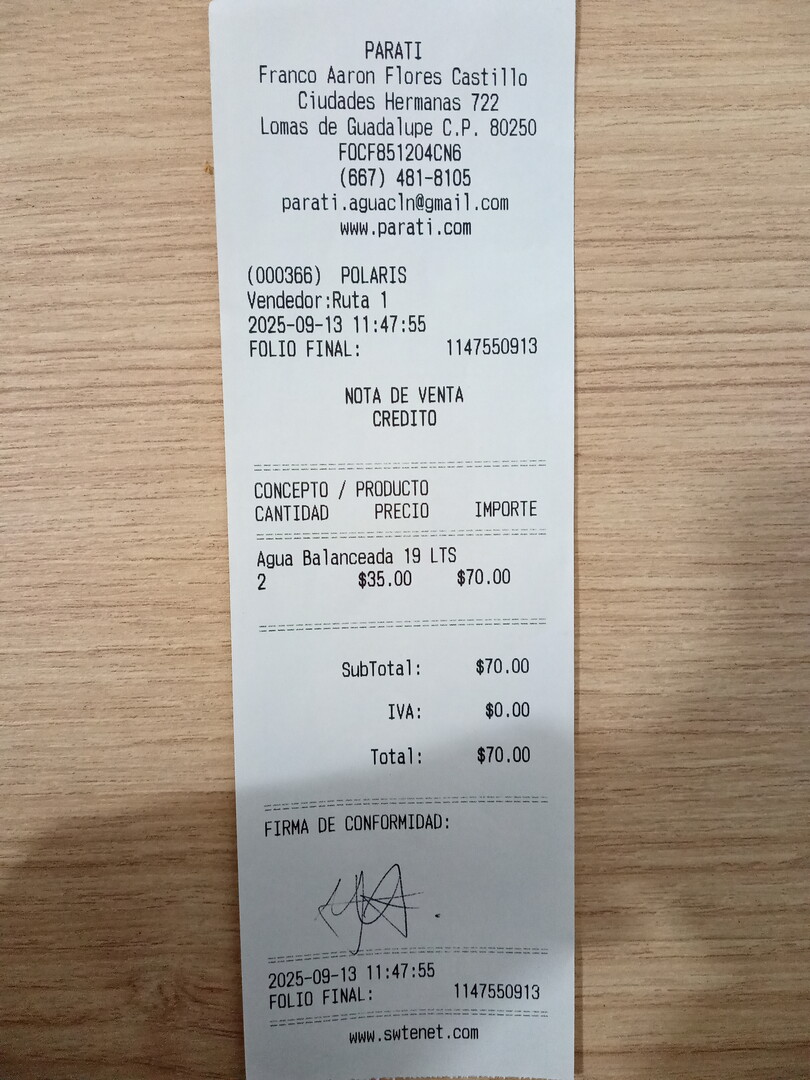 PARATI
Franco Aaron Flores Castillo
Ciudades Hermanas 722
Lomas de Guadalupe C.P. 80250
FOCF851204CN6
(667) 481-8105
parati.aguacln@gmail.com
www.parati.com
(000366) POLARIS
Vendedor:Ruta 1
2025-09-13 11:47:55
FOLIO FINAL: 1147550913
NOTA DE VENTA
CREDITO
CONCEPTO / PRODUCTO
CANTIDAD PRECIO IMPORTE
Agua Balanceada 19 LTS
2 $35.00 $70.00
SubTotal: $70.00
IVA: $0.00
Total: $70.00
FIRMA DE CONFORMIDAD:
2025-09-13 11:47:55
FOLIO FINAL: 1147550913
www.swtenet.com